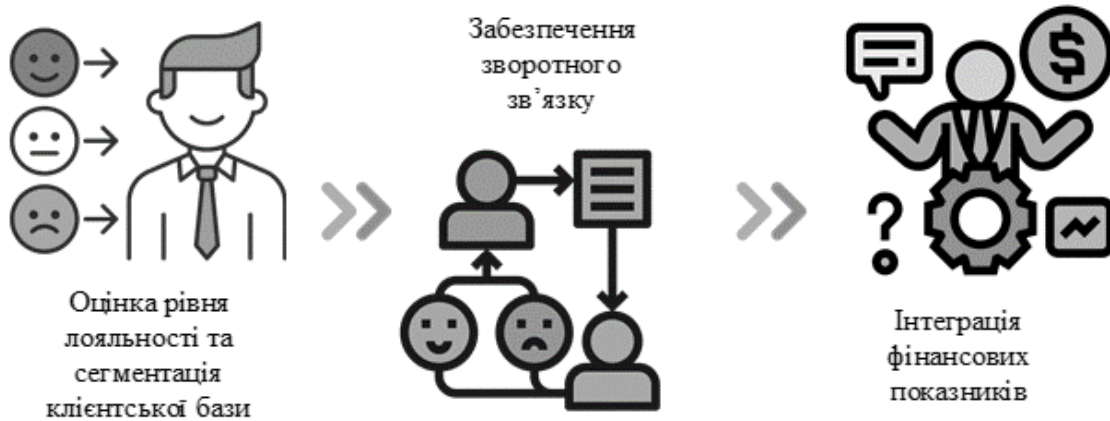 Оцінка рівня
лояльності та
сегментація
клієнтської бази
Забезпечення
зворотного
зв’язку
Інтеграція
фінансових
показників